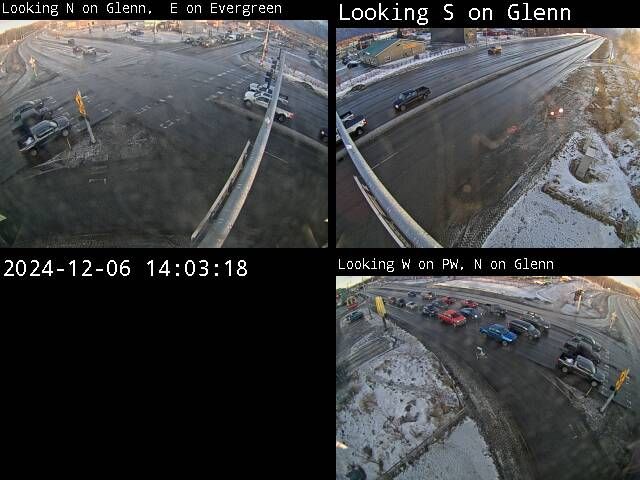 Looking N on Glenn,  E on Evergreen
Looking S on Glenn
2024-12-06 14:03:18
Looking W on PW, N on Glenn